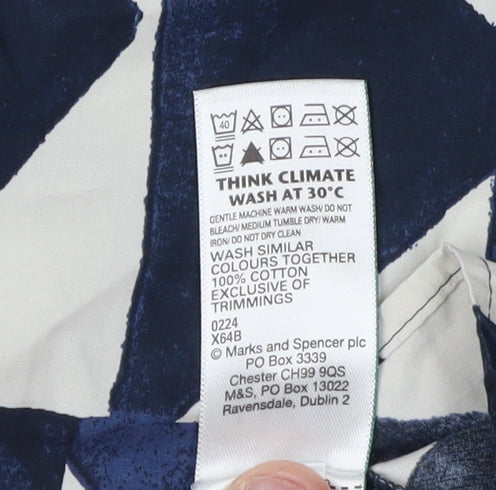 40
THINK CLIMATE
WASH AT 30°C
GENTLE MACHINE WARM WASH/ DO NOT
BLEACH/ MEDIUM TUMBLE DRY/ WARM
IRON/ DO NOT DRY CLEAN
WASH SIMILAR
COLOURS TOGETHER
100% COTTON
EXCLUSIVE OF
TRIMMINGS
0224
X64B
© Marks and Spencer plc
PO Box 3339
Chester CH99 9QS
M&S, PO Box 13022
Ravensdale, Dublin 2